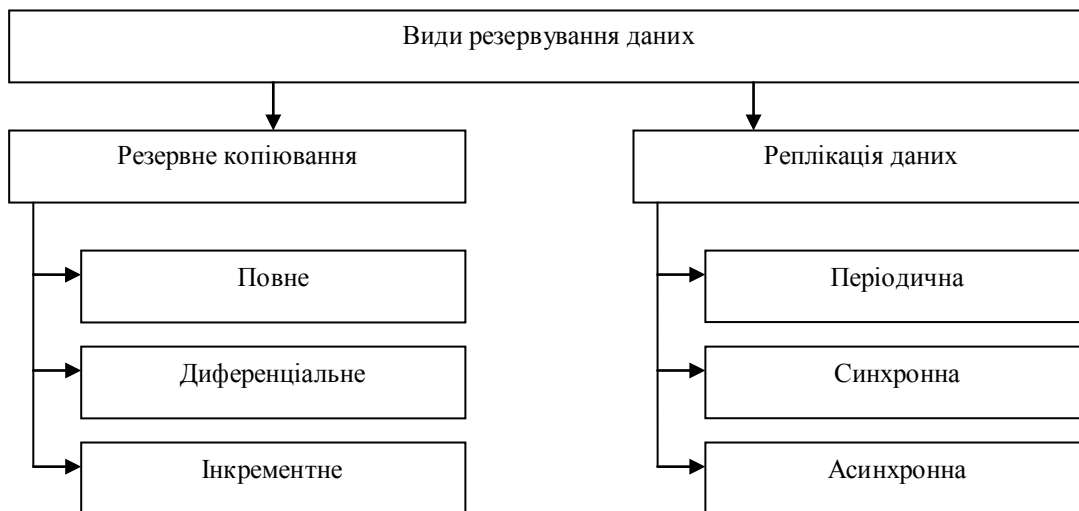 Види резервування даних
Резервне копіювання
Реплікація даних
Повне
Періодична
Диференціальне
Синхронна
Інкрементне
Асинхронна